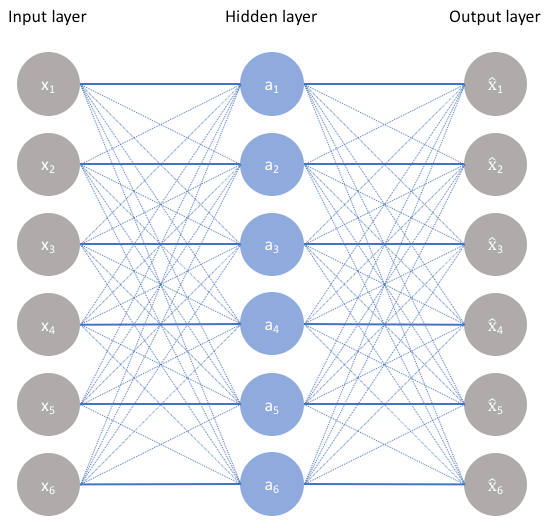 Input layer Hidden layer Output layer
x₁ a₁ x̂₁
x₂ a₂ x̂₂
x₃ a₃ x̂₃
x₄ a₄ x̂₄
x₅ a₅ x̂₅
x₆ a₆ x̂₆